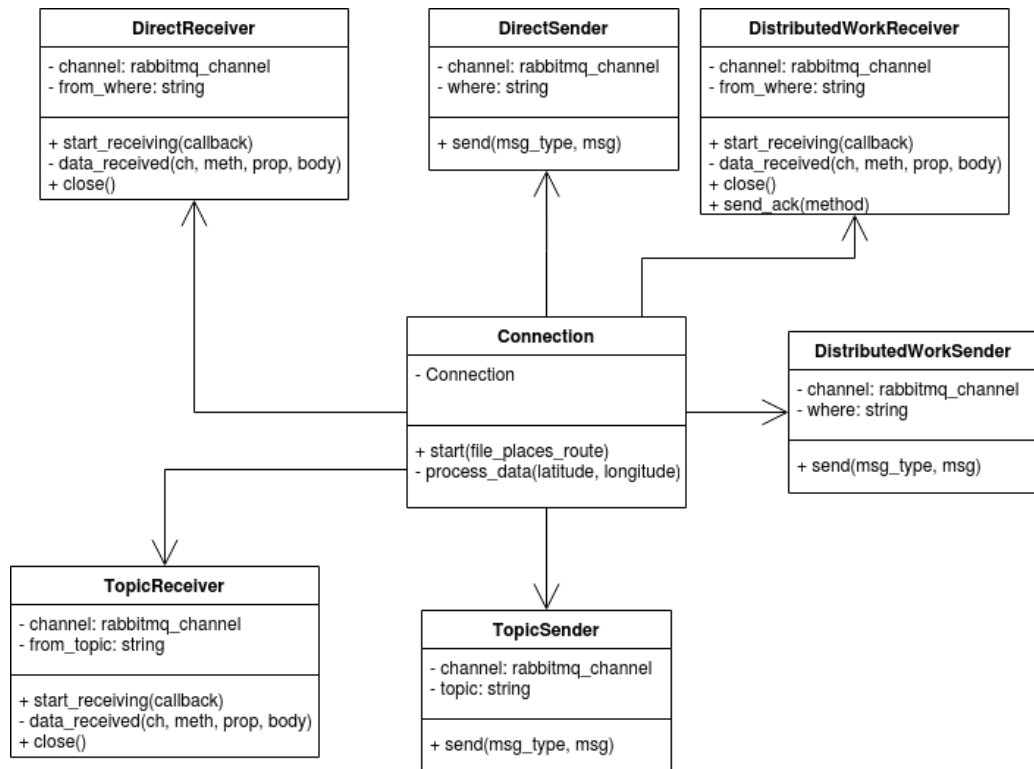 DirectReceiver
- channel: rabbitmq_channel
- from_where: string
+ start_receiving(callback)
- data_received(ch, meth, prop, body)
+ close()
DirectSender
- channel: rabbitmq_channel
- where: string
+ send(msg_type, msg)
DistributedWorkReceiver
- channel: rabbitmq_channel
- from_where: string
+ start_receiving(callback)
- data_received(ch, meth, prop, body)
+ close()
+ send_ack(method)
Connection
- Connection
+ start(file_places_route)
- process_data(latitude, longitude)
DistributedWorkSender
- channel: rabbitmq_channel
- where: string
+ send(msg_type, msg)
TopicReceiver
- channel: rabbitmq_channel
- from_topic: string
+ start_receiving(callback)
- data_received(ch, meth, prop, body)
+ close()
TopicSender
- channel: rabbitmq_channel
- topic: string
+ send(msg_type, msg)